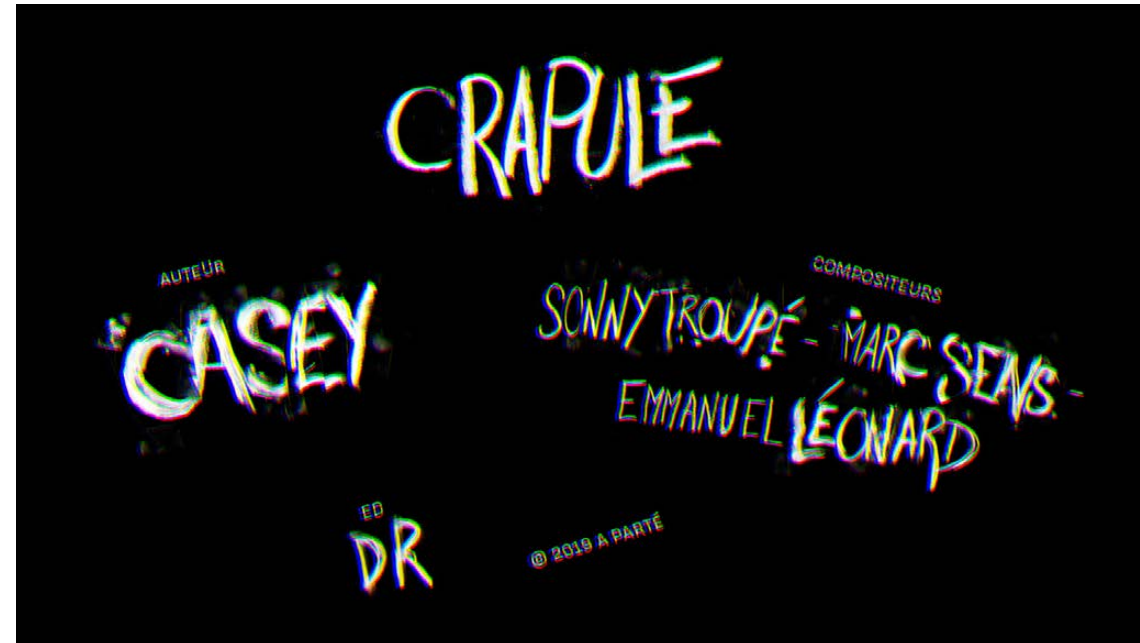 CRAPULE
AUTEUR
CASEY
COMPOSITEURS
SONNY TROUPÉ - MARC SENS -
EMMANUEL LÉONARD
ED
DR
© 2019 A PARTÉ